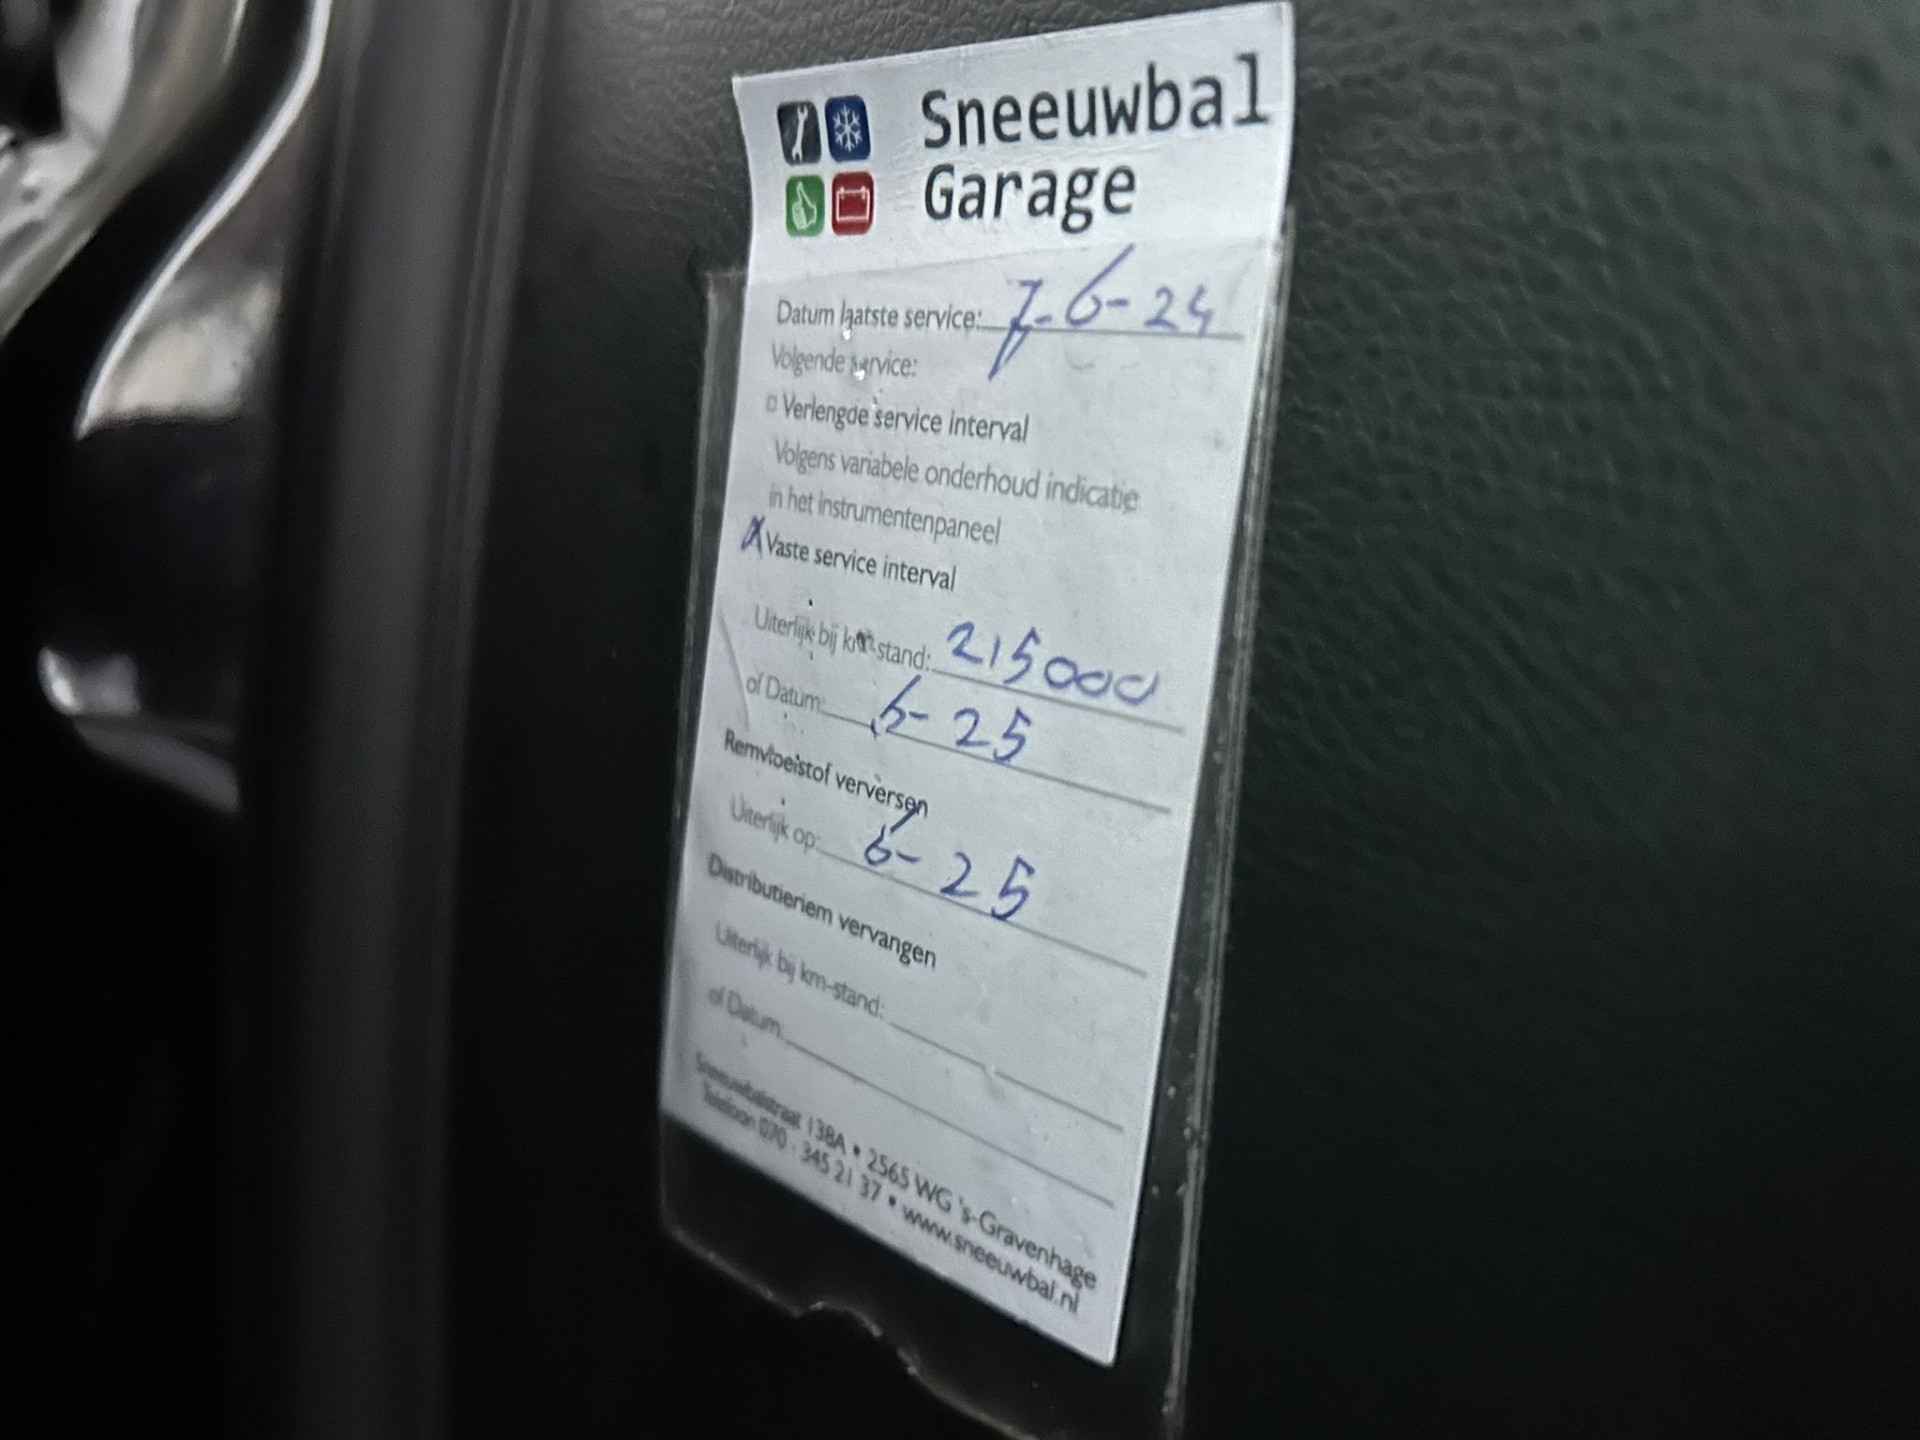 Sneeuwbal
Garage
Datum laatste service: 7-6-24
Volgende service:
Verlengde service interval
Volgens variabele onderhoud indicatie
in het instrumentenpaneel
X Vaste service interval
Uiterlijk bij km-stand: 215000
of Datum: 6-25
Remvloeistof verversen
Uiterlijk op: 6-25
Distributieriem vervangen
Uiterlijk bij km-stand:
of Datum:
Sneeuwbalstraat 138A • 2565 WG 's-Gravenhage
Telefoon 070 - 345 21 37 • www.sneeuwbal.nl